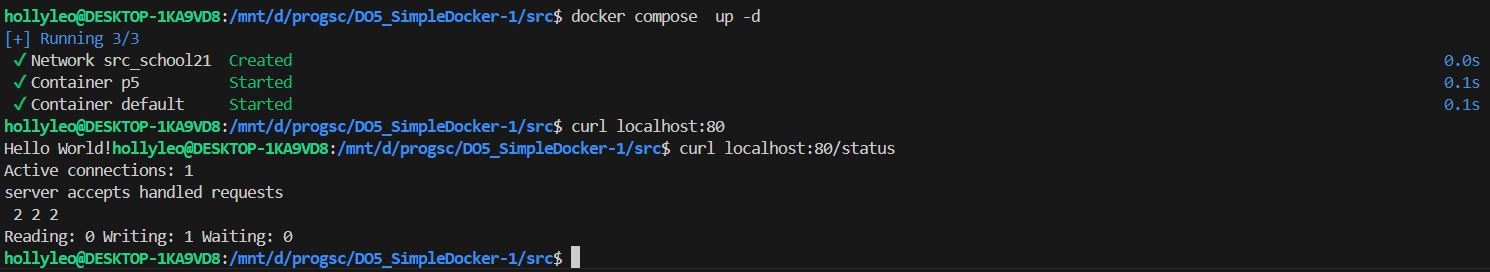 hollyleo@DESKTOP-1KA9VD8:/mnt/d/progsc/DO5_SimpleDocker-1/src$ docker compose  up -d
[+] Running 3/3
 ✓ Network src_school21  Created 0.0s
 ✓ Container p5          Started 0.1s
 ✓ Container default     Started 0.1s
hollyleo@DESKTOP-1KA9VD8:/mnt/d/progsc/DO5_SimpleDocker-1/src$ curl localhost:80
Hello World!hollyleo@DESKTOP-1KA9VD8:/mnt/d/progsc/DO5_SimpleDocker-1/src$ curl localhost:80/status
Active connections: 1
server accepts handled requests
 2 2 2
Reading: 0 Writing: 1 Waiting: 0
hollyleo@DESKTOP-1KA9VD8:/mnt/d/progsc/DO5_SimpleDocker-1/src$